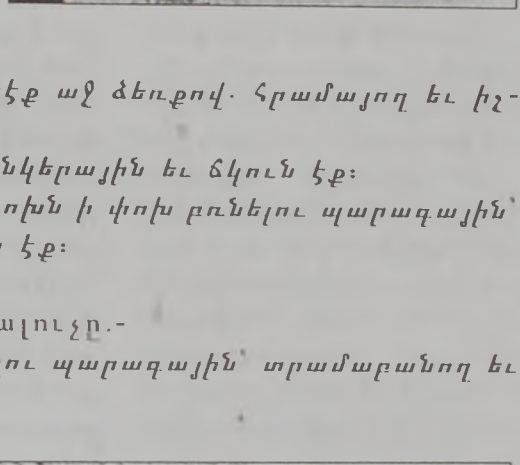 էք աջ ձեռքով. Հրամայող եւ իշ-
նկերային եւ ճկուն էք:
ոխն ի փոխ բռնելու պարագային՝
էք:
ալուչը.-
ու պարագային՝ տրամաբանող եւ